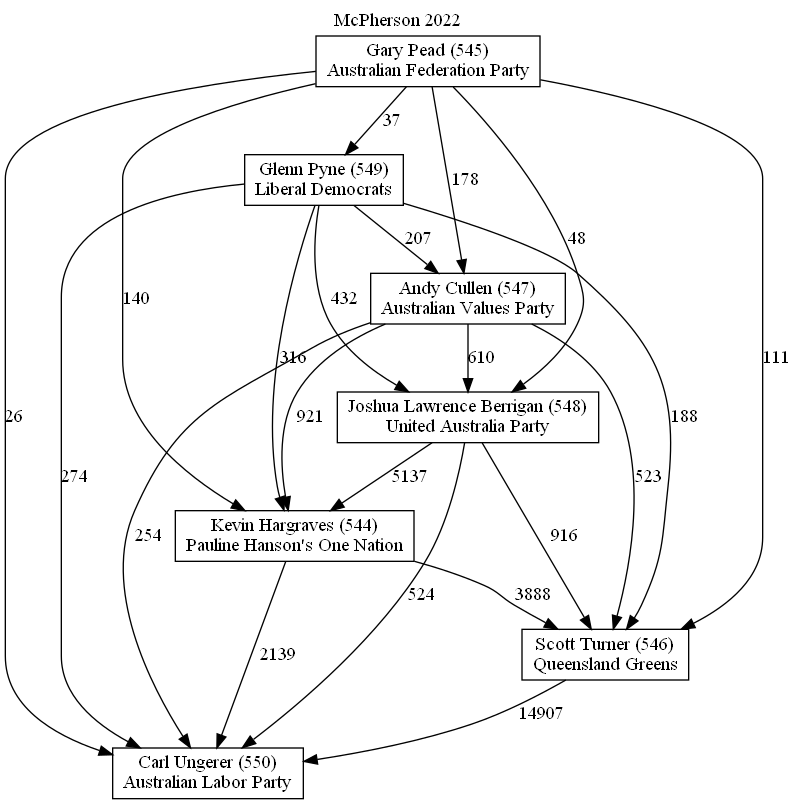 McPherson 2022
Gary Pead (545)
Australian Federation Party
37
Glenn Pyne (549)
Liberal Democrats
178
207
48
Andy Cullen (547)
Australian Values Party
140
432
316
610
111
Joshua Lawrence Berrigan (548)
United Australia Party
26
921
188
274
5137
523
Kevin Hargraves (544)
Pauline Hanson's One Nation
254
916
524
3888
2139
Scott Turner (546)
Queensland Greens
14907
Carl Ungerer (550)
Australian Labor Party